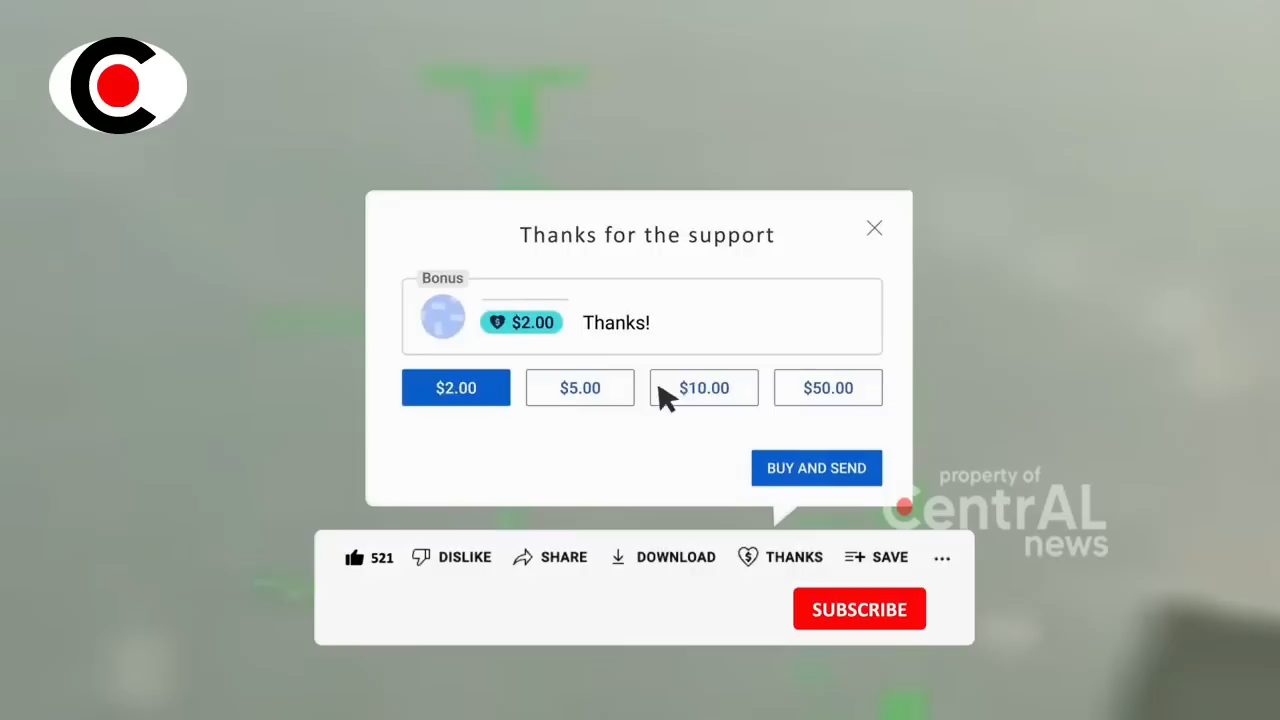 Thanks for the support
Bonus
$2.00 Thanks!
$2.00 $5.00 $10.00 $50.00
BUY AND SEND
property of
CentrAL
news
521 DISLIKE SHARE DOWNLOAD THANKS SAVE ...
SUBSCRIBE